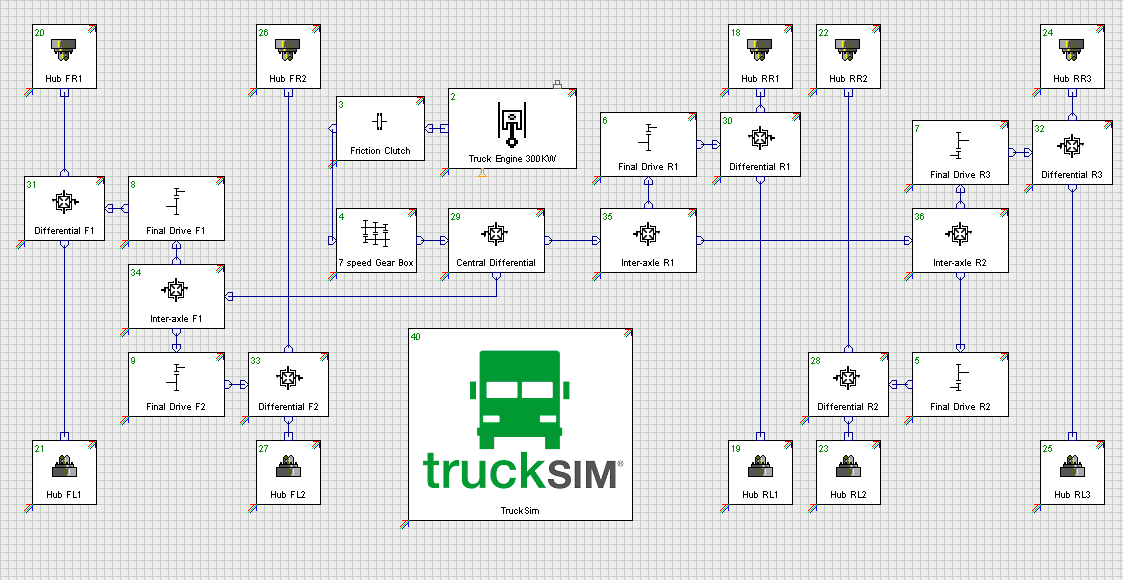 20
Hub FR1
26
Hub FR2
18
Hub RR1
22
Hub RR2
24
Hub RR3
3
Friction Clutch
2
Truck Engine 300KW
6
Final Drive R1
30
Differential R1
7
Final Drive R3
32
Differential R3
31
Differential F1
8
Final Drive F1
4
7 speed Gear Box
29
Central Differential
35
Inter-axle R1
36
Inter-axle R2
34
Inter-axle F1
9
Final Drive F2
33
Differential F2
40
truckSIM®
TruckSim
28
Differential R2
5
Final Drive R2
21
Hub FL1
27
Hub FL2
19
Hub RL1
23
Hub RL2
25
Hub RL3